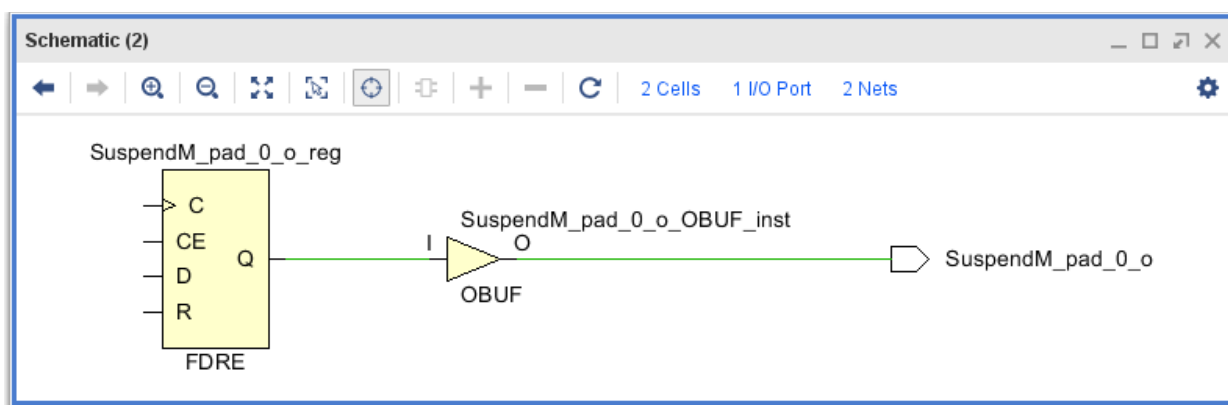 Schematic (2)
2 Cells 1 I/O Port 2 Nets
SuspendM_pad_0_o_reg
C
SuspendM_pad_0_o_OBUF_inst
CE
I
O
Q
SuspendM_pad_0_o
D
OBUF
R
FDRE